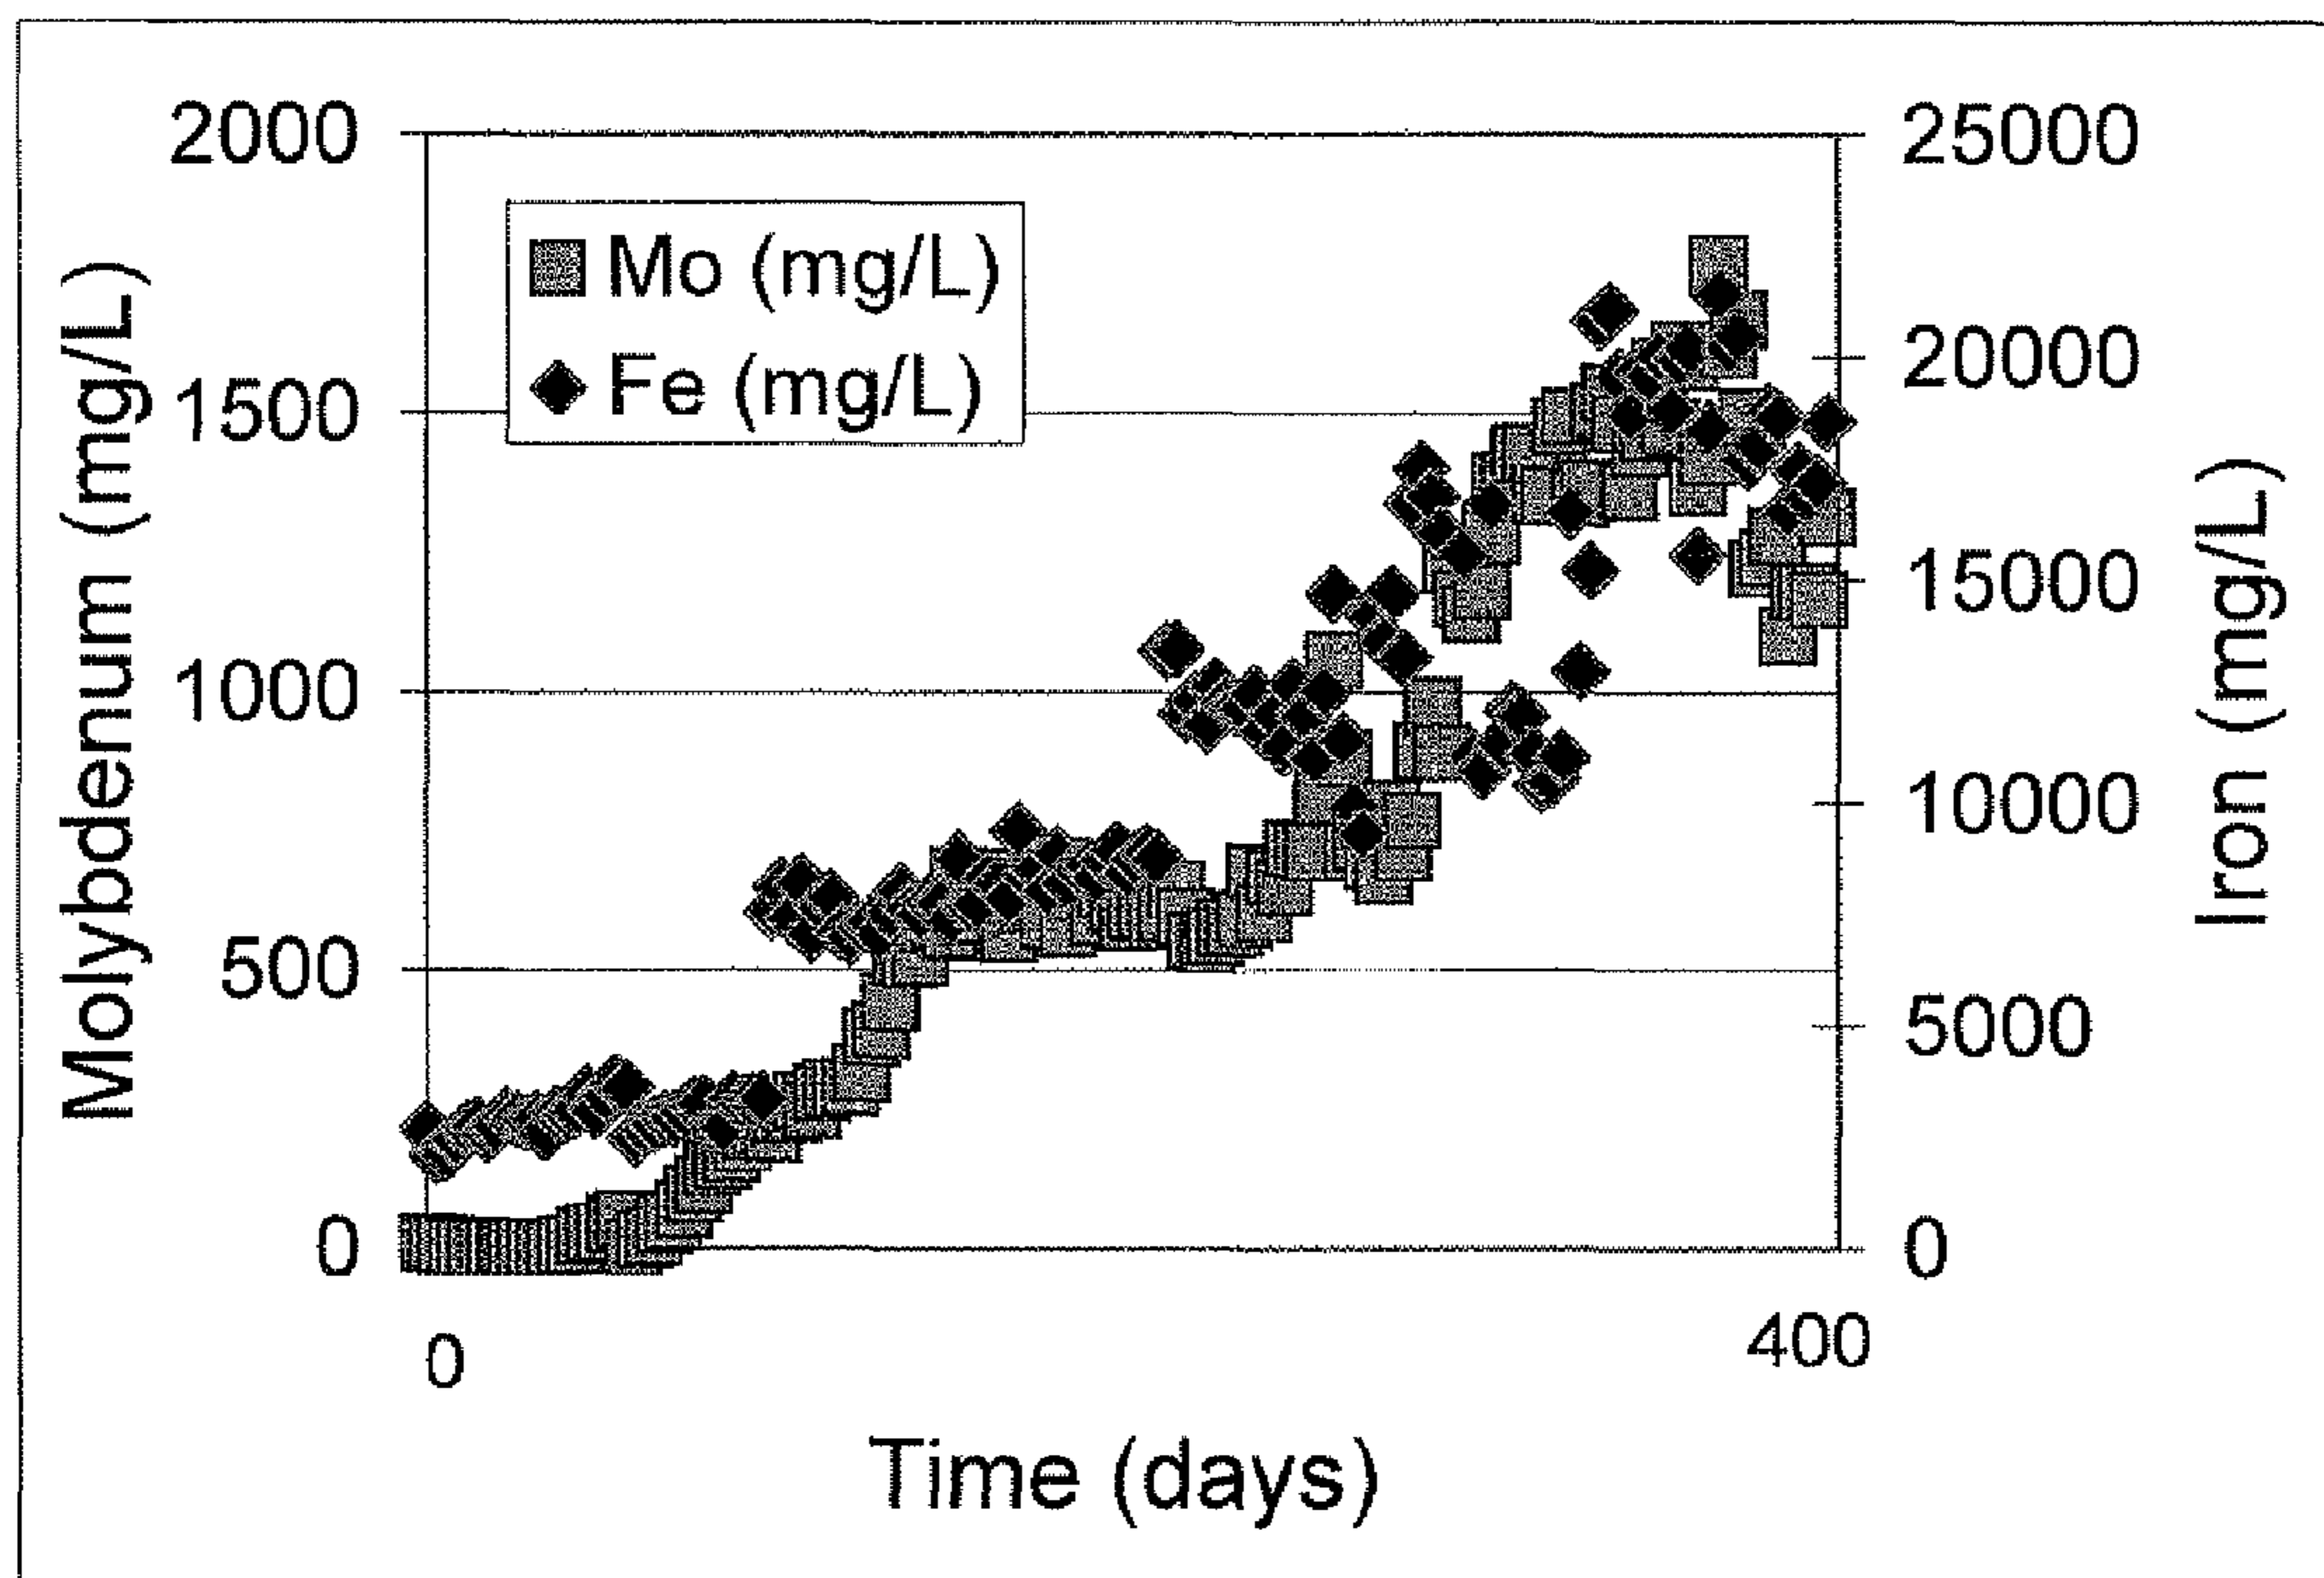 2000
1500
1000
500
0
Molybdenum (mg/L)
Mo (mg/L)
Fe (mg/L)
25000
20000
15000
10000
5000
0
Iron (mg/L)
0
400
Time (days)